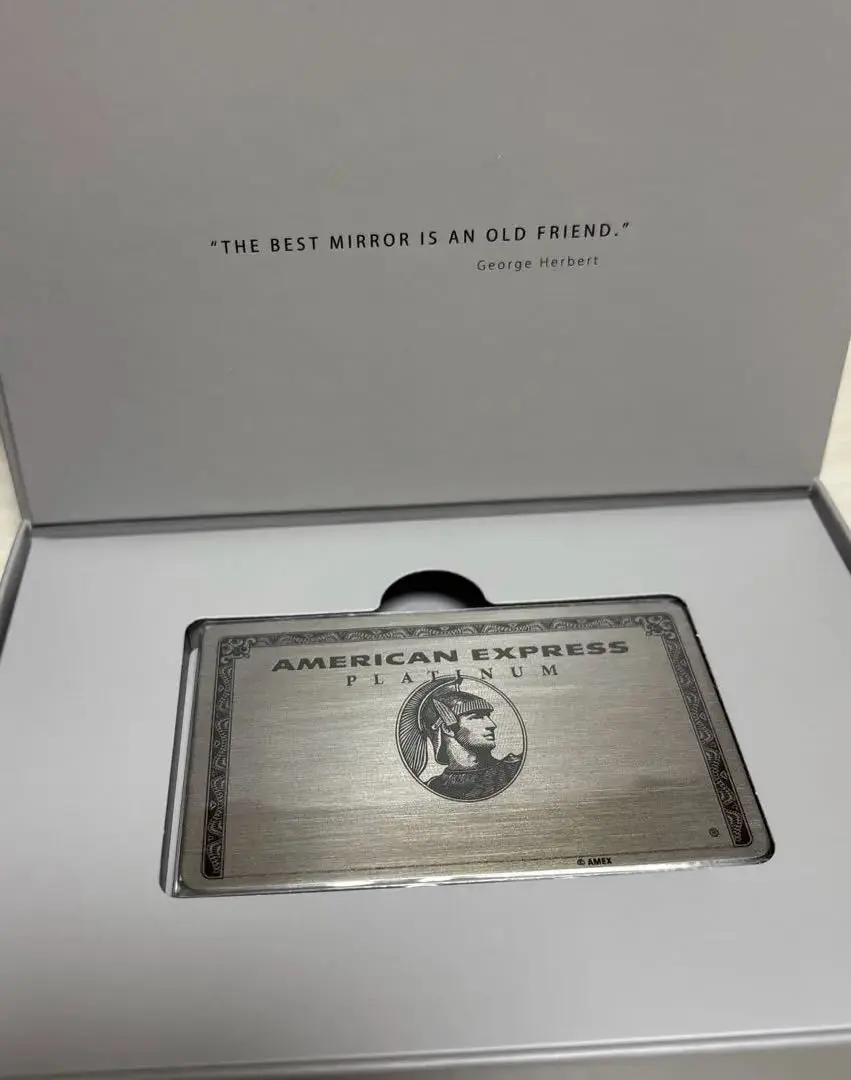 “THE BEST MIRROR IS AN OLD FRIEND.”
George Herbert
AMERICAN EXPRESS
PLATINUM
®
© AMEX